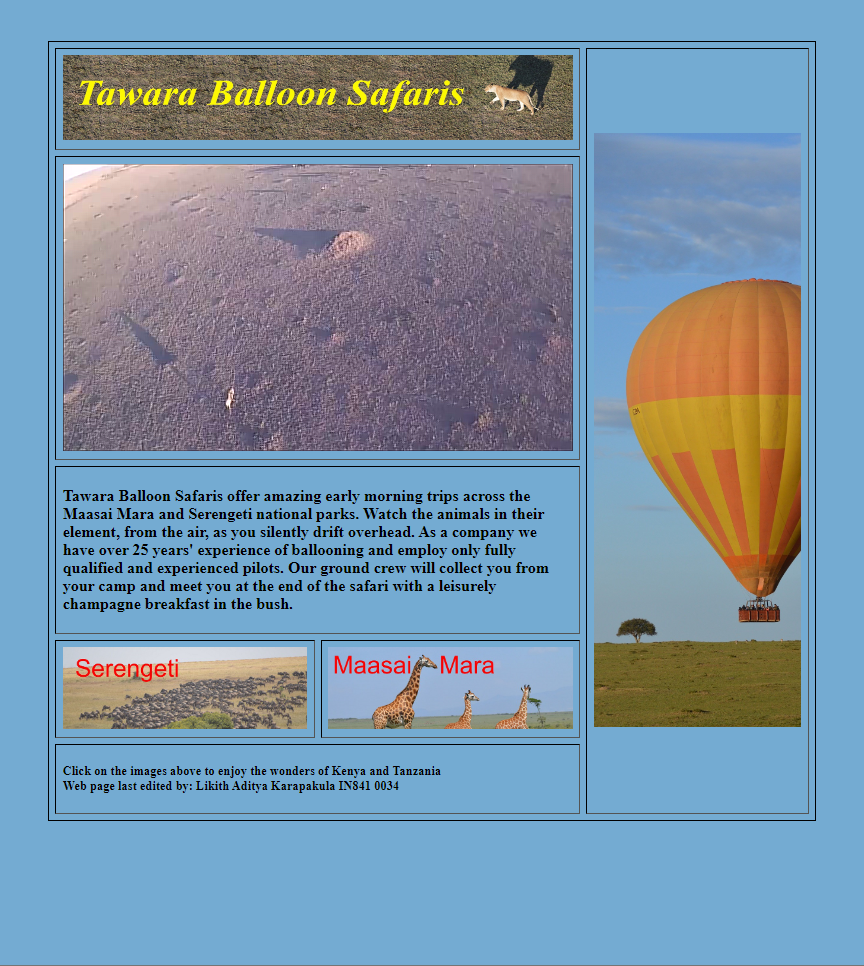 Tawara Balloon Safaris
Tawara Balloon Safaris offer amazing early morning trips across the
Maasai Mara and Serengeti national parks. Watch the animals in their
element, from the air, as you silently drift overhead. As a company we
have over 25 years' experience of ballooning and employ only fully
qualified and experienced pilots. Our ground crew will collect you from
your camp and meet you at the end of the safari with a leisurely
champagne breakfast in the bush.
Serengeti
Maasai Mara
Click on the images above to enjoy the wonders of Kenya and Tanzania
Web page last edited by: Likith Aditya Karapakula IN841 0034